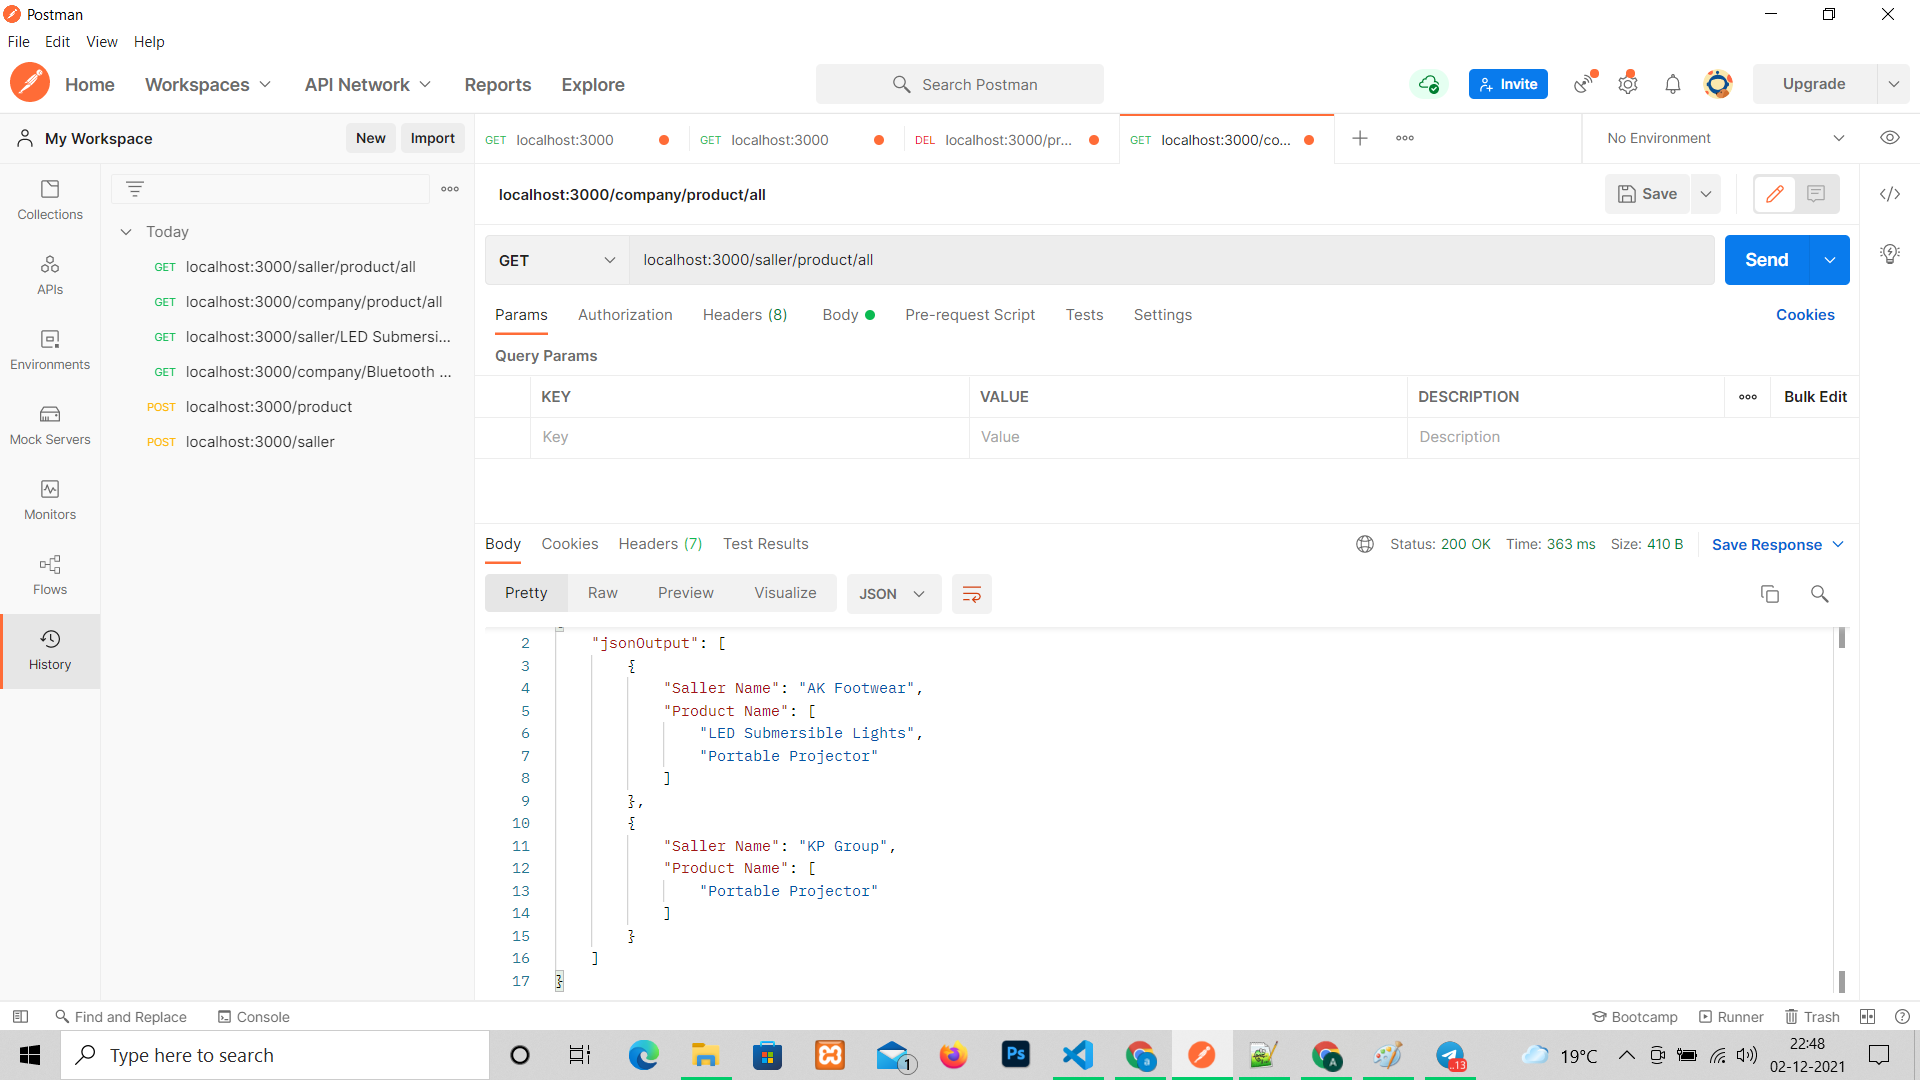 Postman
File Edit View Help
Home Workspaces API Network Reports Explore Search Postman Invite Upgrade
My Workspace New Import GET localhost:3000 GET localhost:3000 DEL localhost:3000/pr... GET localhost:3000/co... No Environment
Collections
APIs
Environments
Mock Servers
Monitors
Flows
History
Today
GET localhost:3000/saller/product/all
GET localhost:3000/company/product/all
GET localhost:3000/saller/LED Submersi...
GET localhost:3000/company/Bluetooth ...
POST localhost:3000/product
POST localhost:3000/saller
localhost:3000/company/product/all Save
GET localhost:3000/saller/product/all Send
Params Authorization Headers (8) Body Pre-request Script Tests Settings Cookies
Query Params
KEY VALUE DESCRIPTION Bulk Edit
Key Value Description
Body Cookies Headers (7) Test Results Status: 200 OK Time: 363 ms Size: 410 B Save Response
Pretty Raw Preview Visualize JSON
2 "jsonOutput": [
3 {
4 "Saller Name": "AK Footwear",
5 "Product Name": [
6 "LED Submersible Lights",
7 "Portable Projector"
8 ]
9 },
10 {
11 "Saller Name": "KP Group",
12 "Product Name": [
13 "Portable Projector"
14 ]
15 }
16 ]
17 }
Find and Replace Console Bootcamp Runner Trash
Type here to search Ps 1 a A ..13 19°C 22:48
02-12-2021